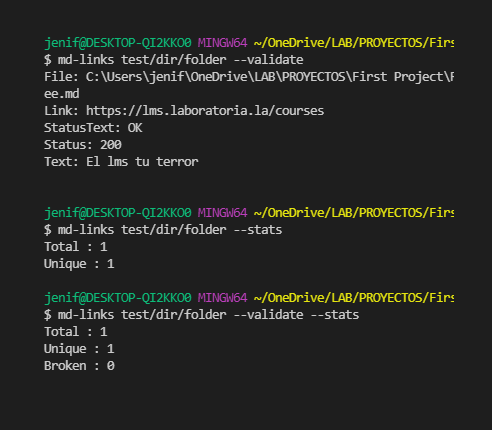 jenif@DESKTOP-QI2KKO0 MINGW64 ~/OneDrive/LAB/PROYECTOS/Firs
$ md-links test/dir/folder --validate
File: C:\Users\jenif\OneDrive\LAB\PROYECTOS\First Project\F
ee.md
Link: https://lms.laboratoria.la/courses
StatusText: OK
Status: 200
Text: El lms tu terror
jenif@DESKTOP-QI2KKO0 MINGW64 ~/OneDrive/LAB/PROYECTOS/Firs
$ md-links test/dir/folder --stats
Total : 1
Unique : 1
jenif@DESKTOP-QI2KKO0 MINGW64 ~/OneDrive/LAB/PROYECTOS/Firs
$ md-links test/dir/folder --validate --stats
Total : 1
Unique : 1
Broken : 0